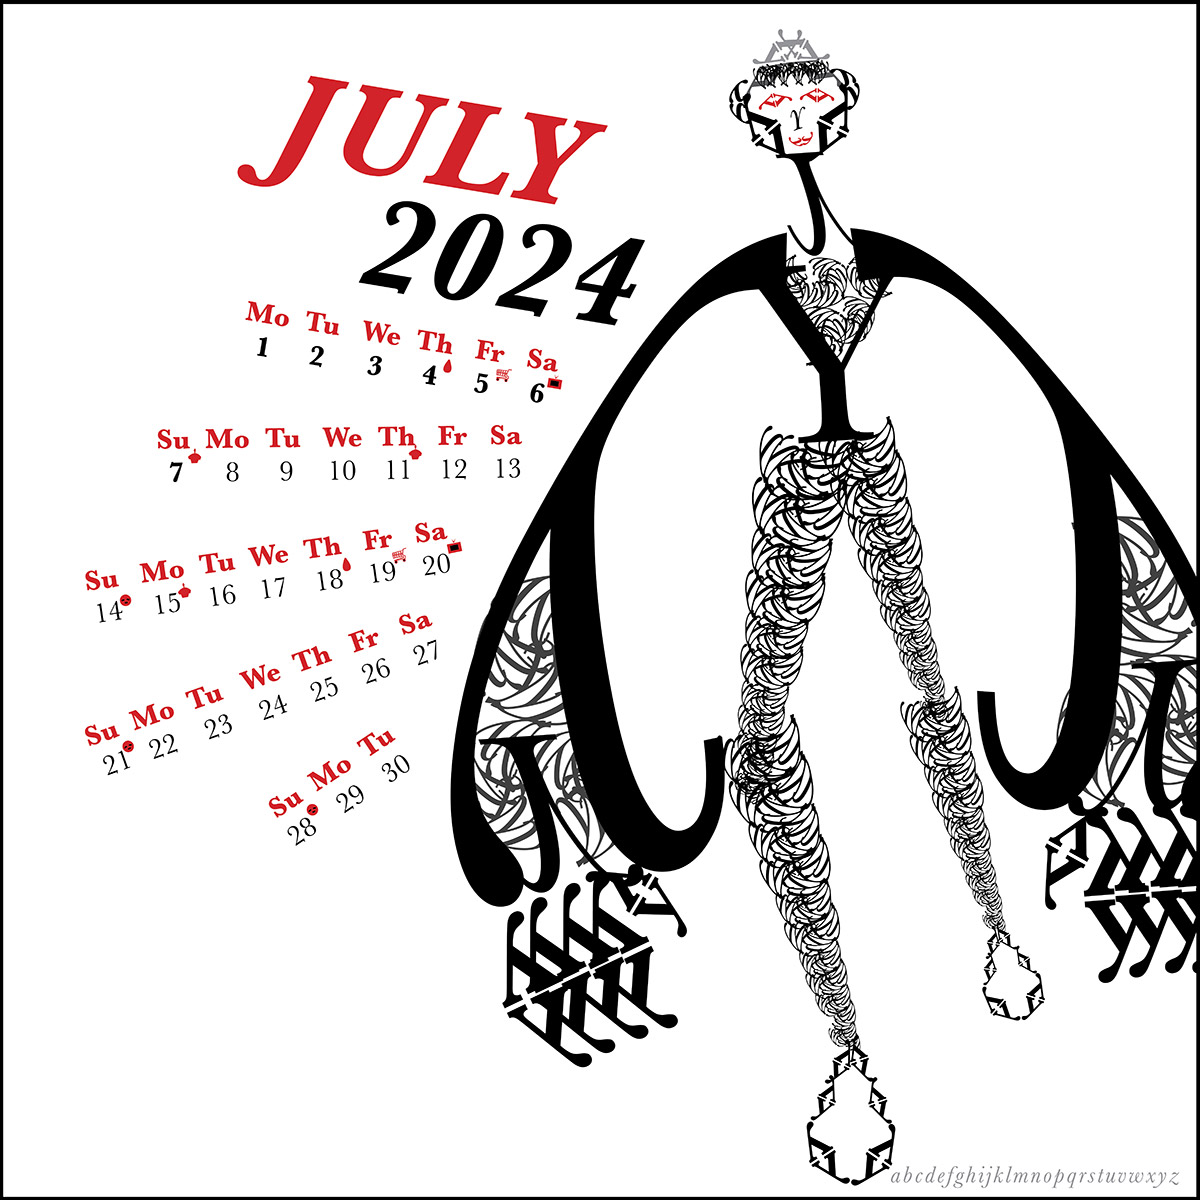 JULY
2024
Mo Tu We Th Fr Sa
1 2 3 4 5 6
Su Mo Tu We Th Fr Sa
7 8 9 10 11 12 13
Su Mo Tu We Th Fr Sa
14 15 16 17 18 19 20
Su Mo Tu We Th Fr Sa
21 22 23 24 25 26 27
Su Mo Tu
28 29 30
abcdefghijklmnopqrstuvwxyz